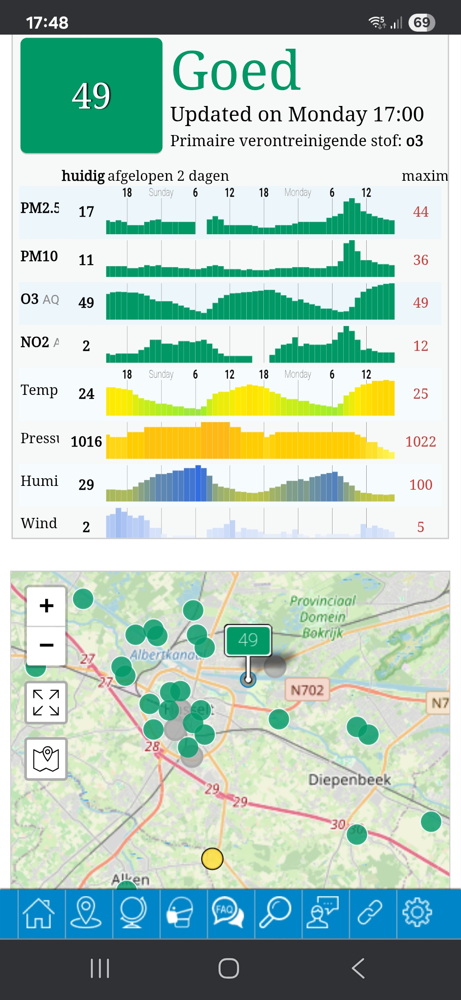 17:48
5
69
49
Goed
Updated on Monday 17:00
Primaire verontreinigende stof: o3
huidig afgelopen 2 dagen maxim
18 Sunday 6 12 18 Monday 6 12
PM2.5 17 44
PM10 11 36
O3 AQ 49 49
NO2 A 2 12
18 Sunday 6 12 18 Monday 6 12
Temp 24 25
Pressu 1016 1022
Humi 29 100
Wind 2 5
+
Provinciaal
Domein
Bokrijk
49
−
Albertkanaal
27
27
N702
N7
Hasselt
28
Diepenbeek
29
29
30
30
Alken
FAQ